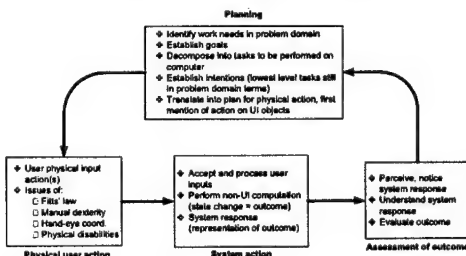 Planning
❖ Identify work needs in problem domain
❖ Establish goals
❖ Decompose into tasks to be performed on
computer
❖ Establish intentions (lowest level tasks still
in problem domain terms)
❖ Translate into plan for physical action, first
mention of action on UI objects
❖ User physical input
action(s)
❖ Issues of:
❑ Fitts' law
❑ Manual dexterity
❑ Hand-eye coord.
❑ Physical disabilities
Physical user action
❖ Accept and process user
inputs
❖ Perform non-UI computation
(state change = outcome)
❖ System response
(representation of outcome)
System action
❖ Perceive, notice
system response
❖ Understand system
response
❖ Evaluate outcome
Assessment of outcome